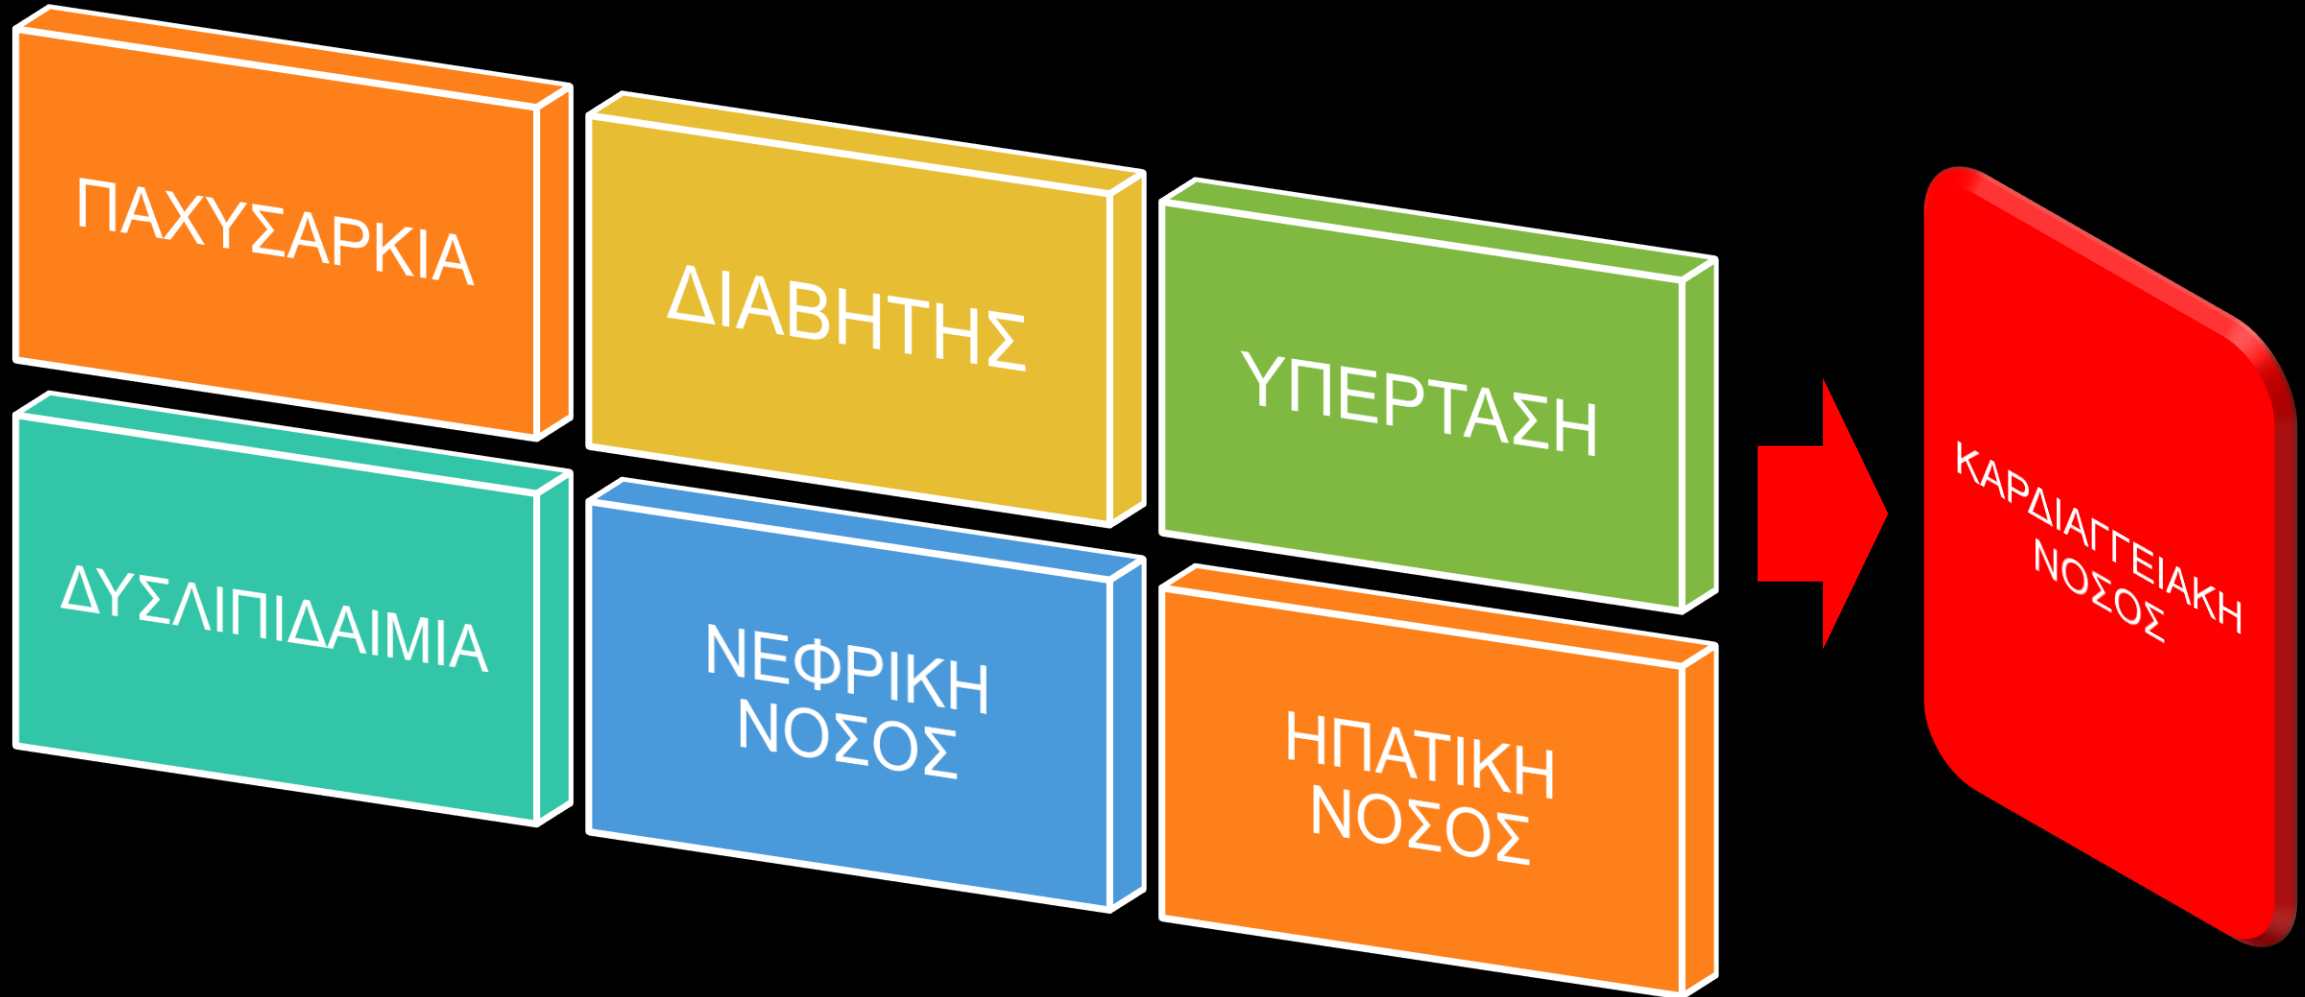 ΠΑΧΥΣΑΡΚΙΑ
ΔΙΑΒΗΤΗΣ
ΥΠΕΡΤΑΣΗ
ΔΥΣΛΙΠΙΔΑΙΜΙΑ
ΝΕΦΡΙΚΗ
ΝΟΣΟΣ
ΗΠΑΤΙΚΗ
ΝΟΣΟΣ
ΚΑΡΔΙΑΓΓΕΙΑΚΗ
ΝΟΣΟΣ